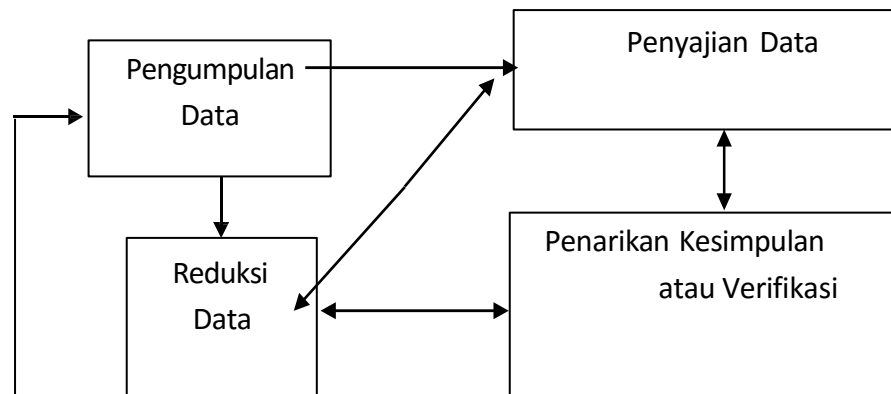 Pengumpulan
Data
Penyajian Data
Reduksi
Data
Penarikan Kesimpulan
atau Verifikasi